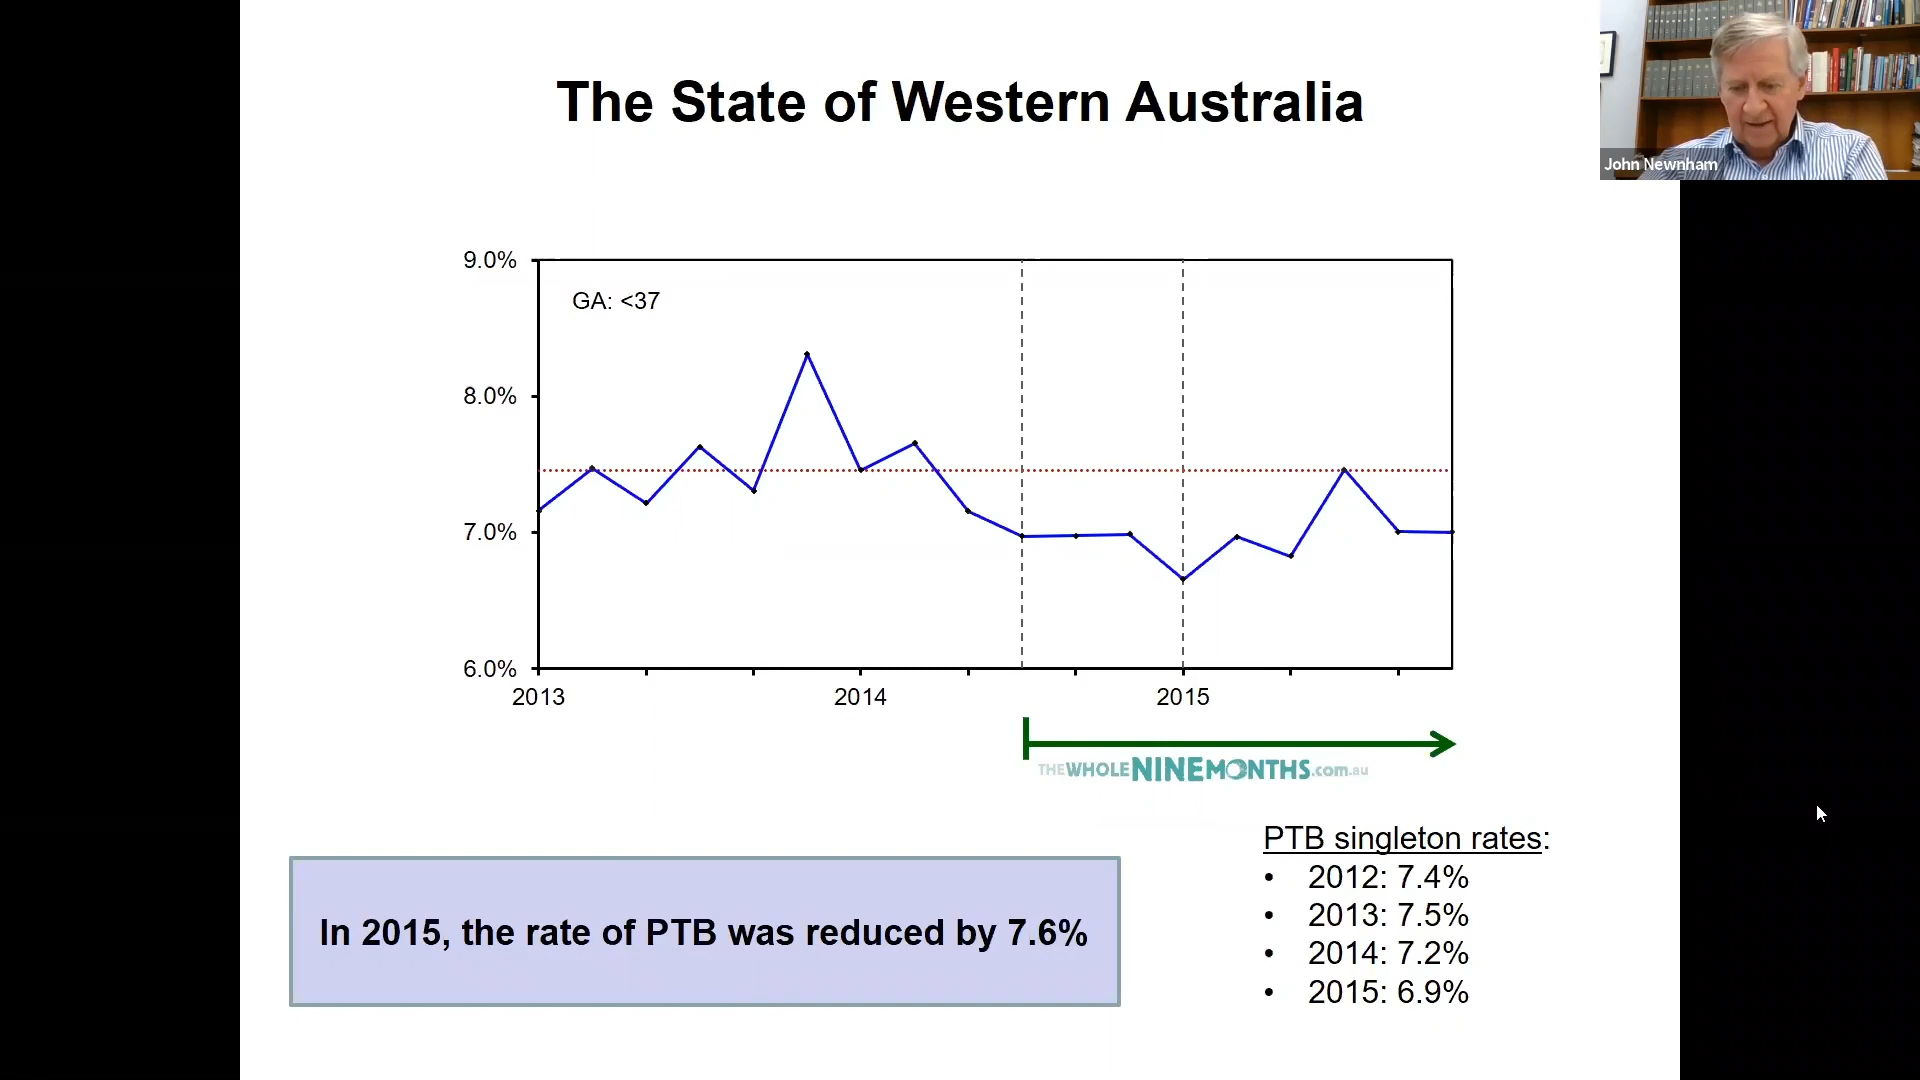 The State of Western Australia
John Newnham
9.0%
GA: <37
8.0%
7.0%
6.0%
2013
2014
2015
THEWHOLENINEMONTHS.com.au
PTB singleton rates:
• 2012: 7.4%
• 2013: 7.5%
• 2014: 7.2%
• 2015: 6.9%
In 2015, the rate of PTB was reduced by 7.6%